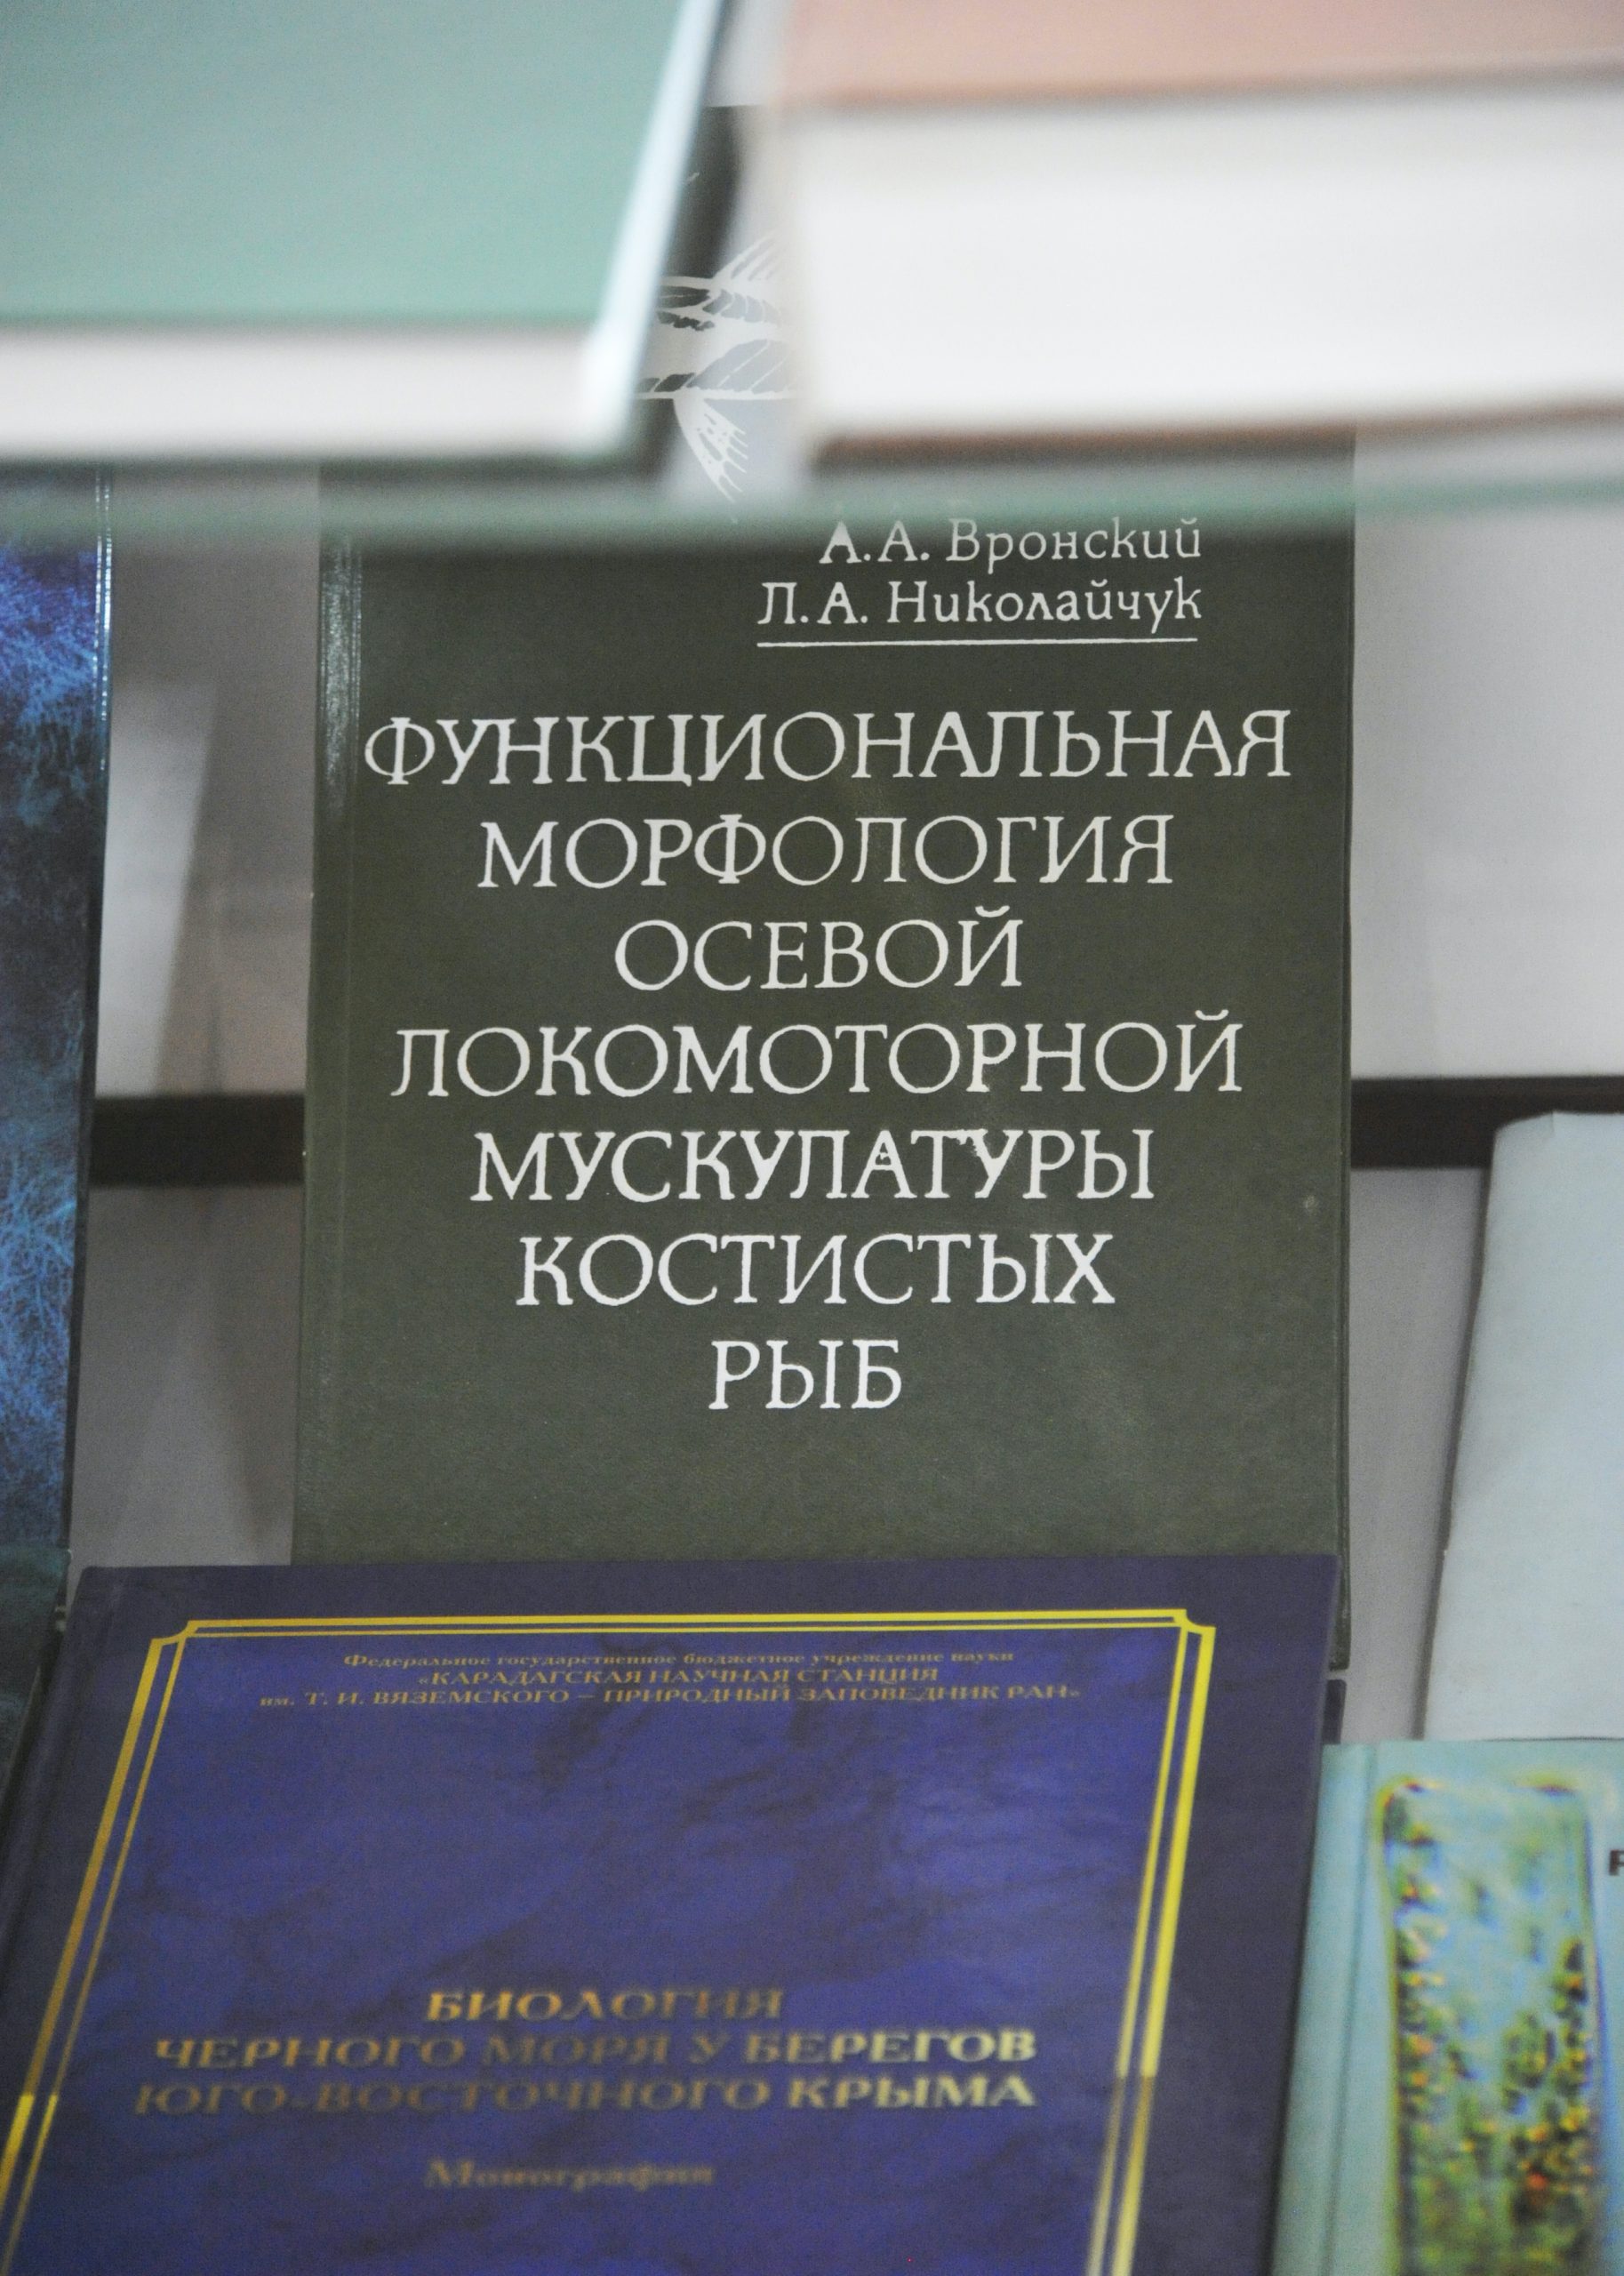 А. А. Вронский
Л. А. Николайчук
ФУНКЦИОНАЛЬНАЯ
МОРФОЛОГИЯ
ОСЕВОЙ
ЛОКОМОТОРНОЙ
МУСКУЛАТУРЫ
КОСТИСТЫХ
РЫБ
Федеральное государственное бюджетное учреждение науки
«КАРАДАГСКАЯ НАУЧНАЯ СТАНЦИЯ
им. Т. И. ВЯЗЕМСКОГО – ПРИРОДНЫЙ ЗАПОВЕДНИК РАН»
БИОЛОГИЯ
ЧЕРНОГО МОРЯ У БЕРЕГОВ
ЮГО-ВОСТОЧНОГО КРЫМА
Монография